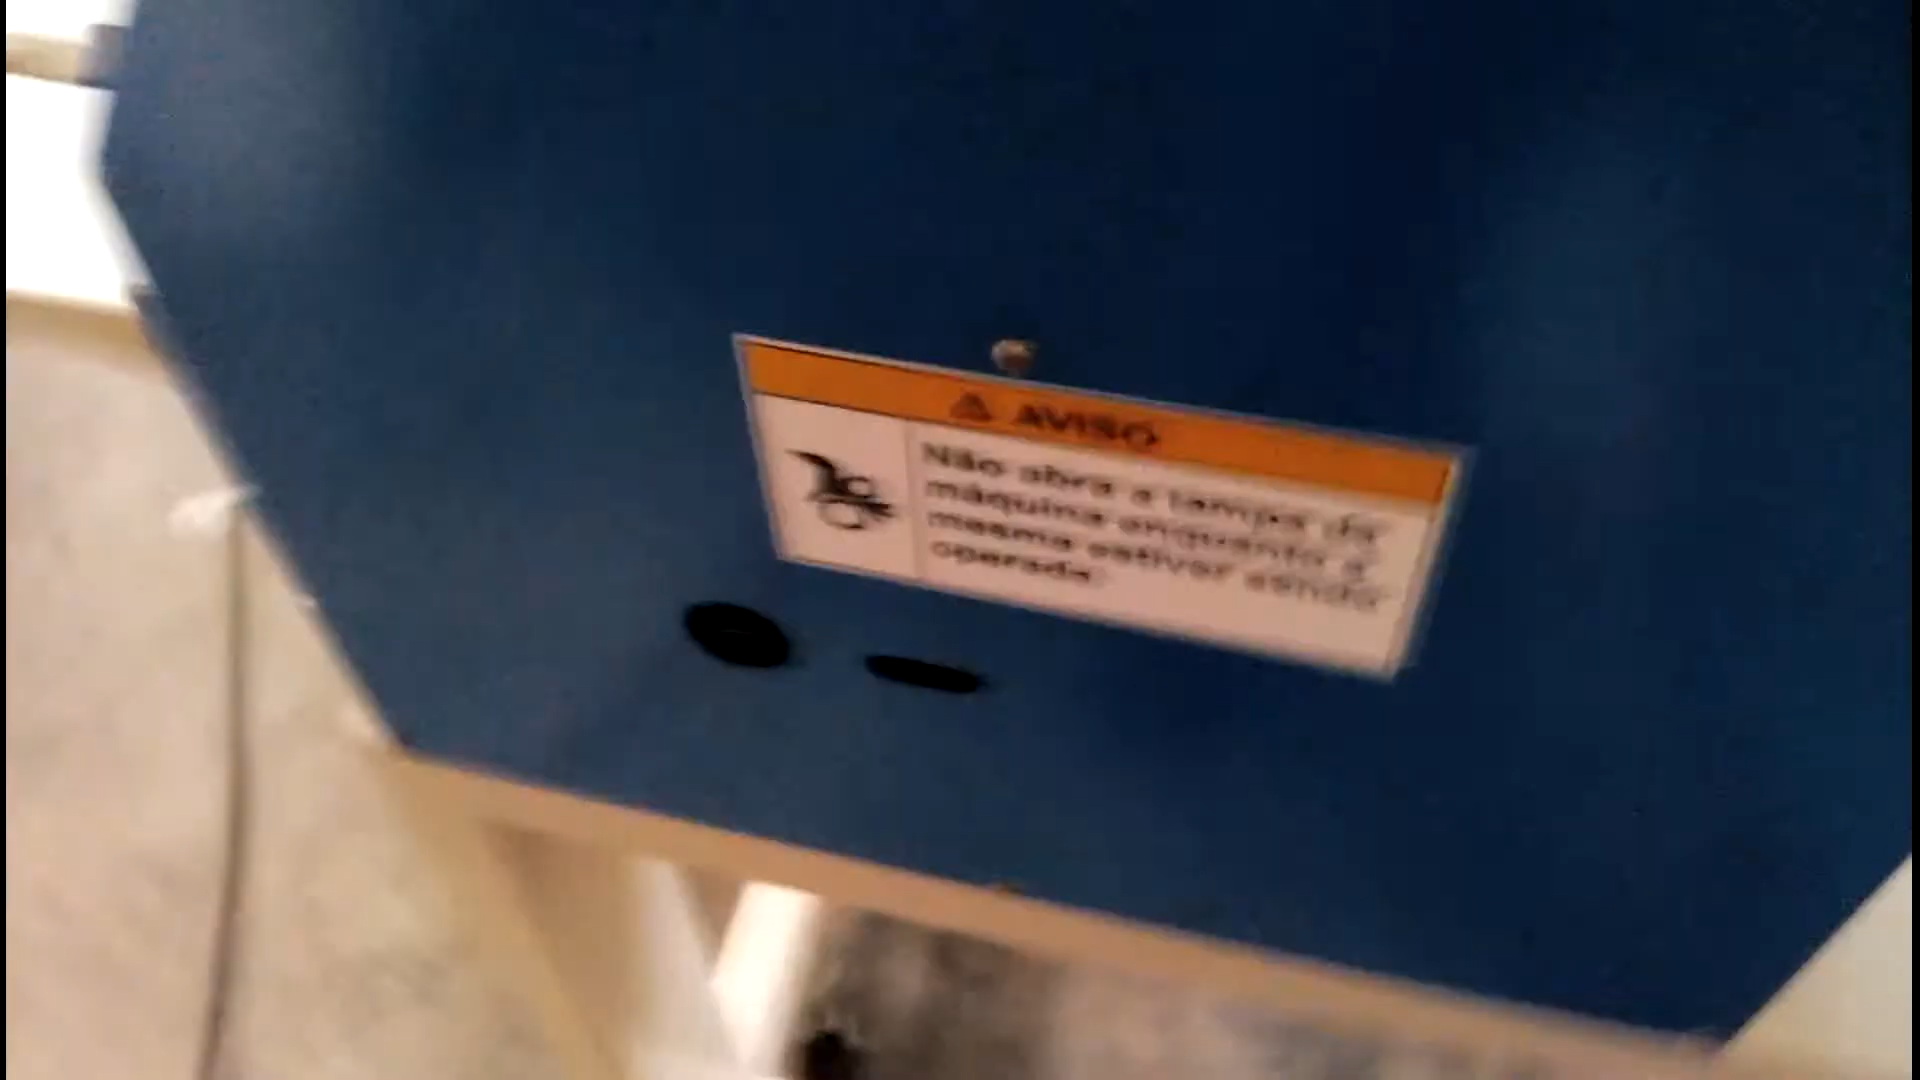 AVISO
Não abra a tampa da
máquina enquanto a
mesma estiver sendo
operada.